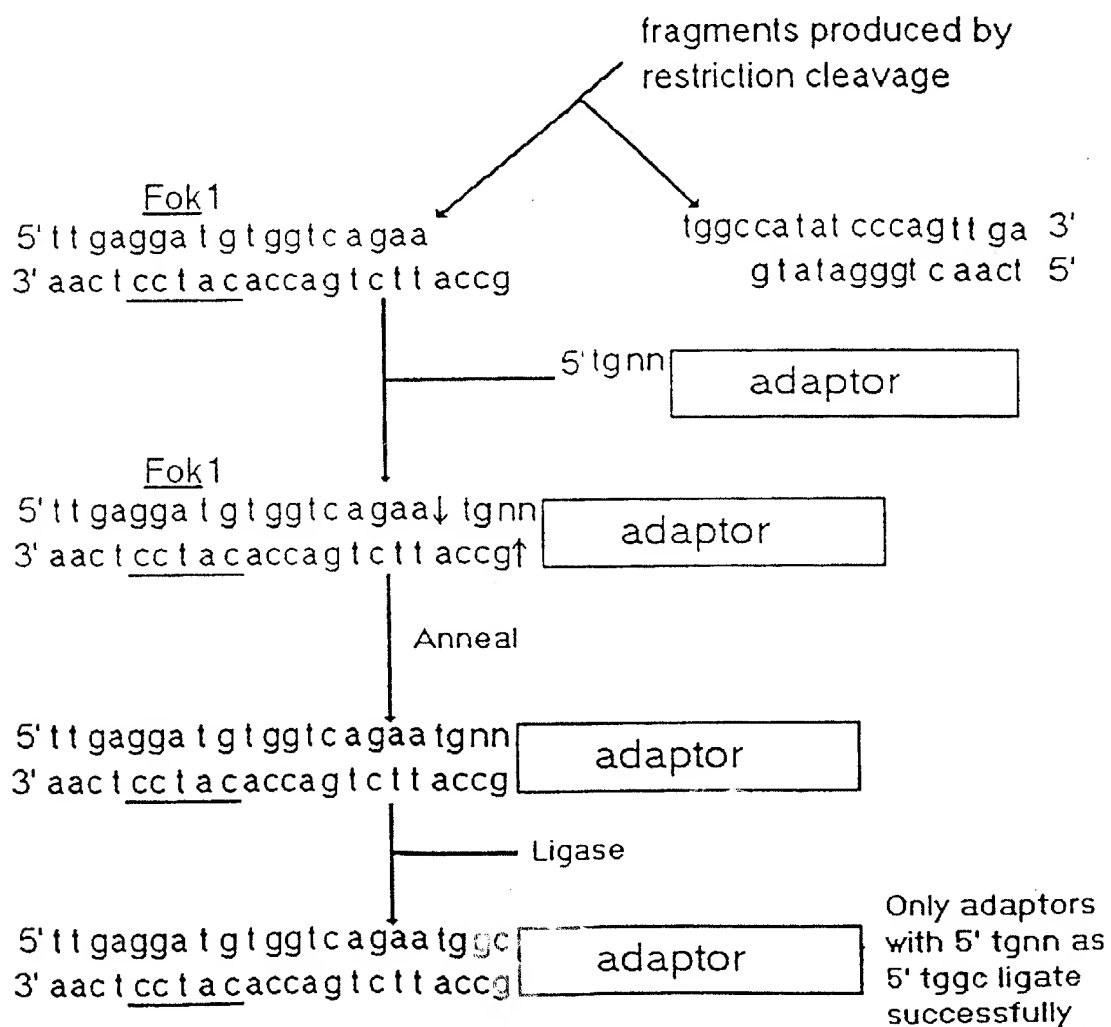 fragments produced by
restriction cleavage
Fok1
5' ttgaggatgtggtcagaa
3' aactcctacaccagtcttaccg
tggccatatcccagttga 3'
gtatagggtcaact 5'
5' tgnn
adaptor
Fok1
5' ttgaggatgtggtcagaa↓ tgnn
3' aactcctacaccagtcttaccg↑
adaptor
Anneal
5' ttgaggatgtggtcagaatgnn
3' aactcctacaccagtcttaccg
adaptor
Ligase
5' ttgaggatgtggtcagaatggc
3' aactcctacaccagtcttaccg
adaptor
Only adaptors
with 5' tgnn as
5' tggc ligate
successfully